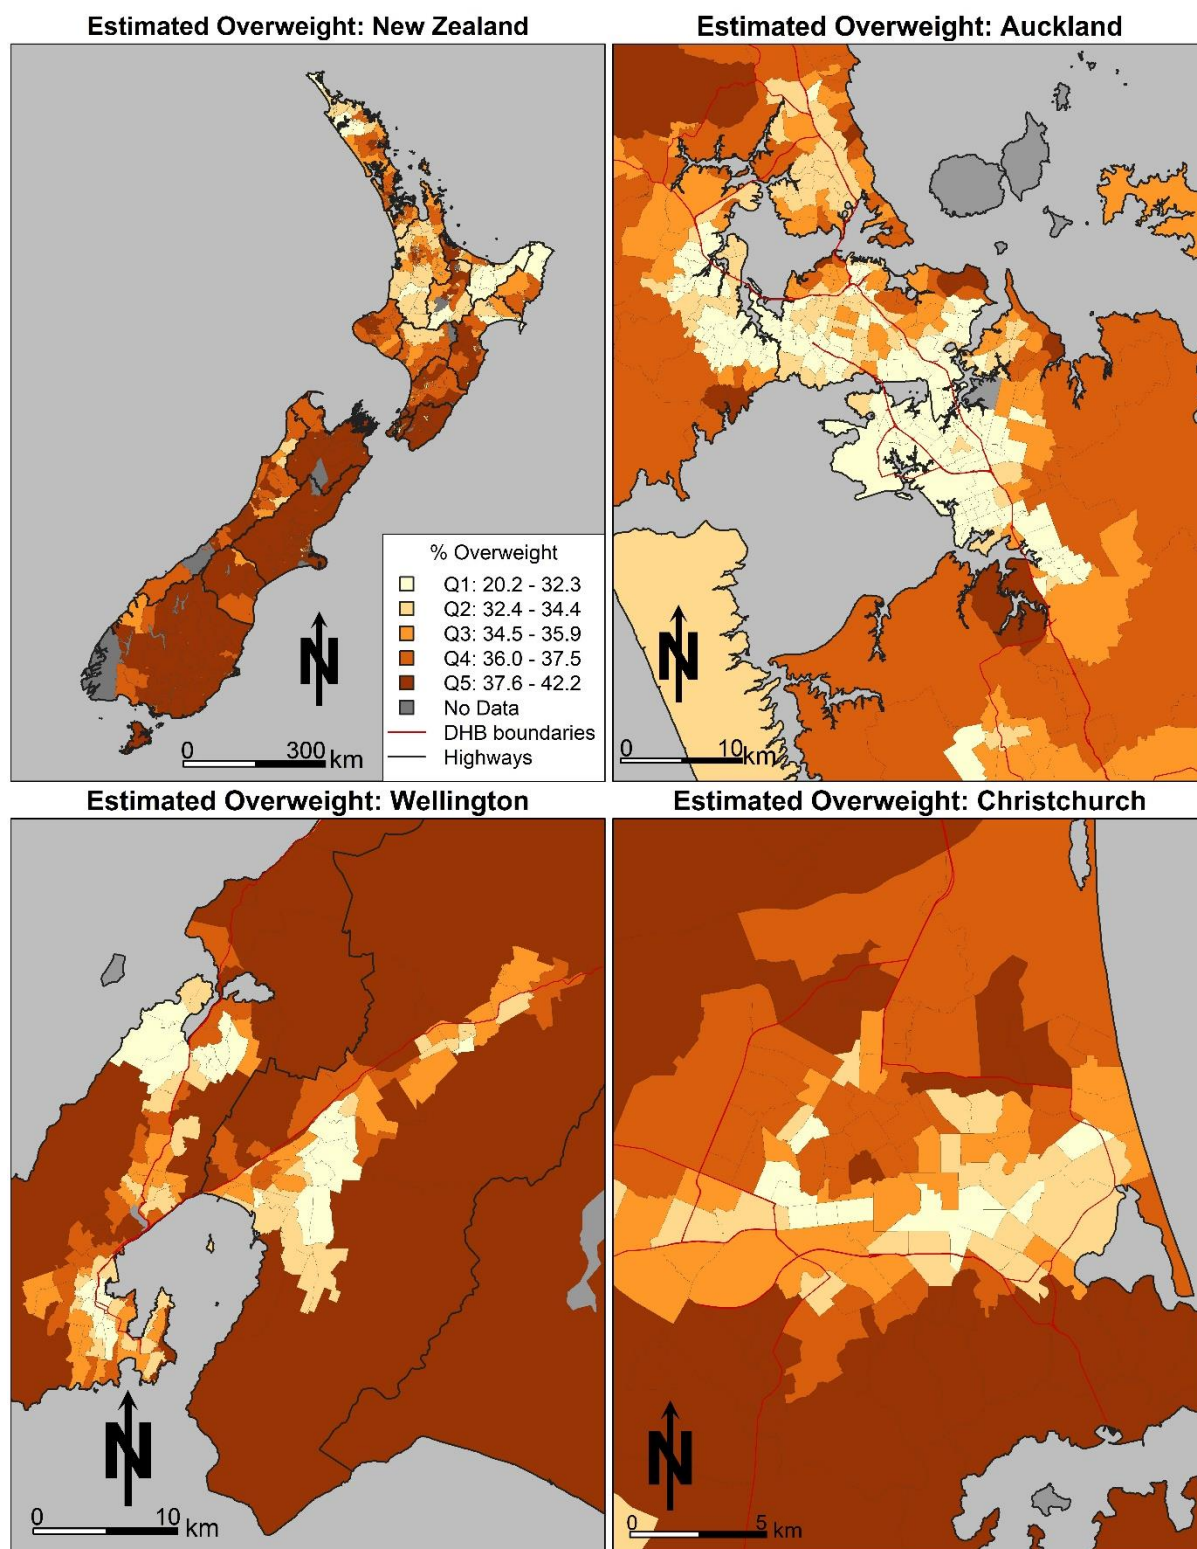 Estimated Overweight: New Zealand
Estimated Overweight: Auckland
% Overweight
Q1: 20.2 - 32.3
Q2: 32.4 - 34.4
Q3: 34.5 - 35.9
Q4: 36.0 - 37.5
Q5: 37.6 - 42.2
No Data
DHB boundaries
Highways
N
0 300 km
N
0 10 km
Estimated Overweight: Wellington
Estimated Overweight: Christchurch
N
0 10 km
N
0 5 km